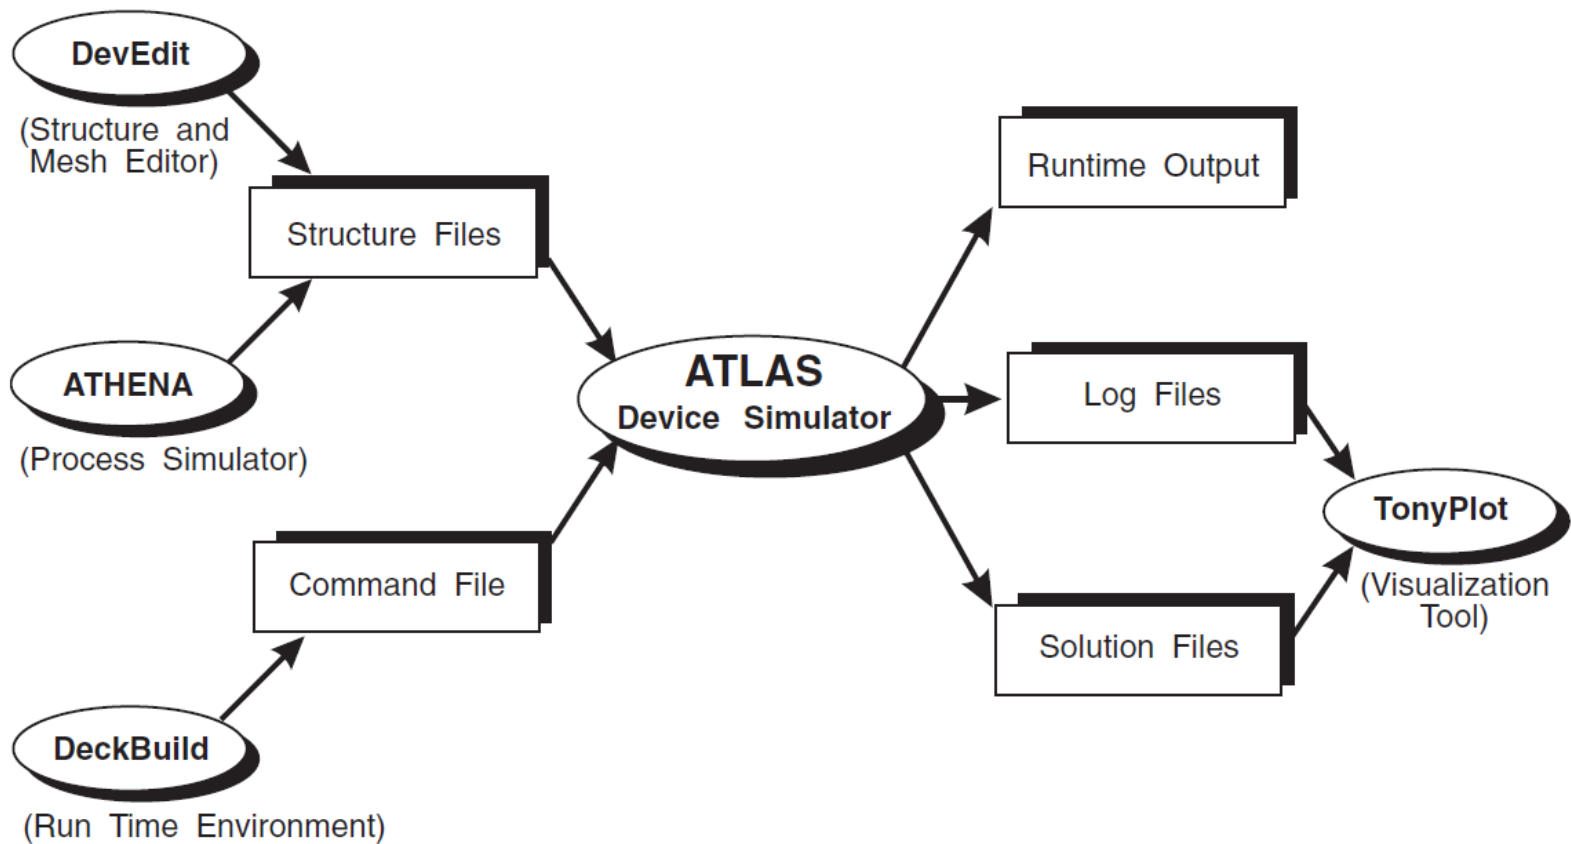 DevEdit
(Structure and
Mesh Editor)
Structure Files
ATHENA
(Process Simulator)
Command File
DeckBuild
(Run Time Environment)
ATLAS
Device Simulator
Runtime Output
Log Files
Solution Files
TonyPlot
(Visualization
Tool)